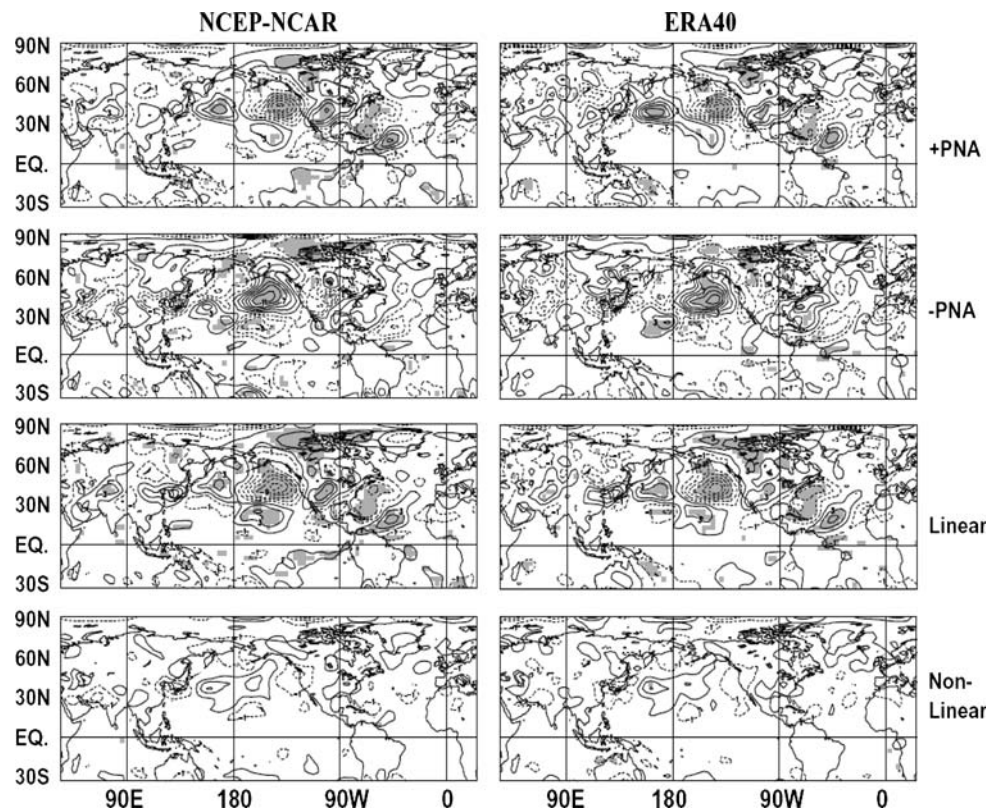 NCEP-NCAR ERA40
90N
60N
30N
EQ.
30S
+PNA
90N
60N
30N
EQ.
30S
-PNA
90N
60N
30N
EQ.
30S
Linear
90N
60N
30N
EQ.
30S
Non-
Linear
90E 180 90W 0 90E 180 90W 0